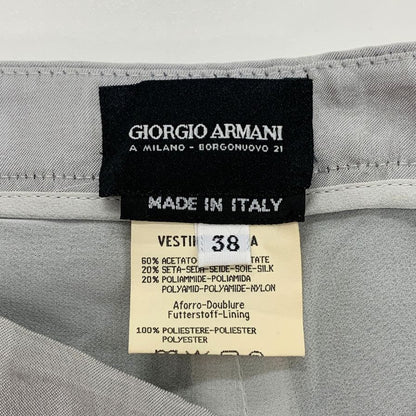 GIORGIO ARMANI
A MILANO - BORGONUOVO 21
MADE IN ITALY
38
60% ACETATO
20% SETA-SEDA-SEIDE-SOIE-SILK
20% POLIAMMIDE-POLIAMIDA
POLYAMID-POLYAMIDE-NYLON
Aforro-Doublure
Futterstoff-Lining
100% POLIESTERE-POLIESTER
POLYESTER